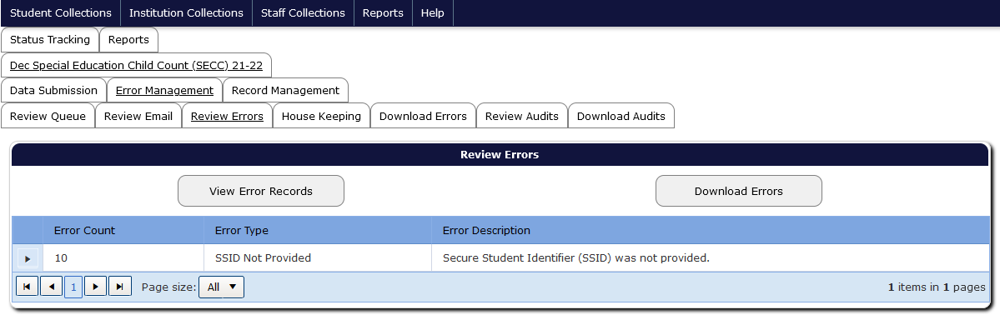 Student Collections Institution Collections Staff Collections Reports Help
Status Tracking Reports
Dec Special Education Child Count (SECC) 21-22
Data Submission Error Management Record Management
Review Queue Review Email Review Errors House Keeping Download Errors Review Audits Download Audits
Review Errors
View Error Records Download Errors
Error Count Error Type Error Description
10 SSID Not Provided Secure Student Identifier (SSID) was not provided.
1 Page size: All 1 items in 1 pages